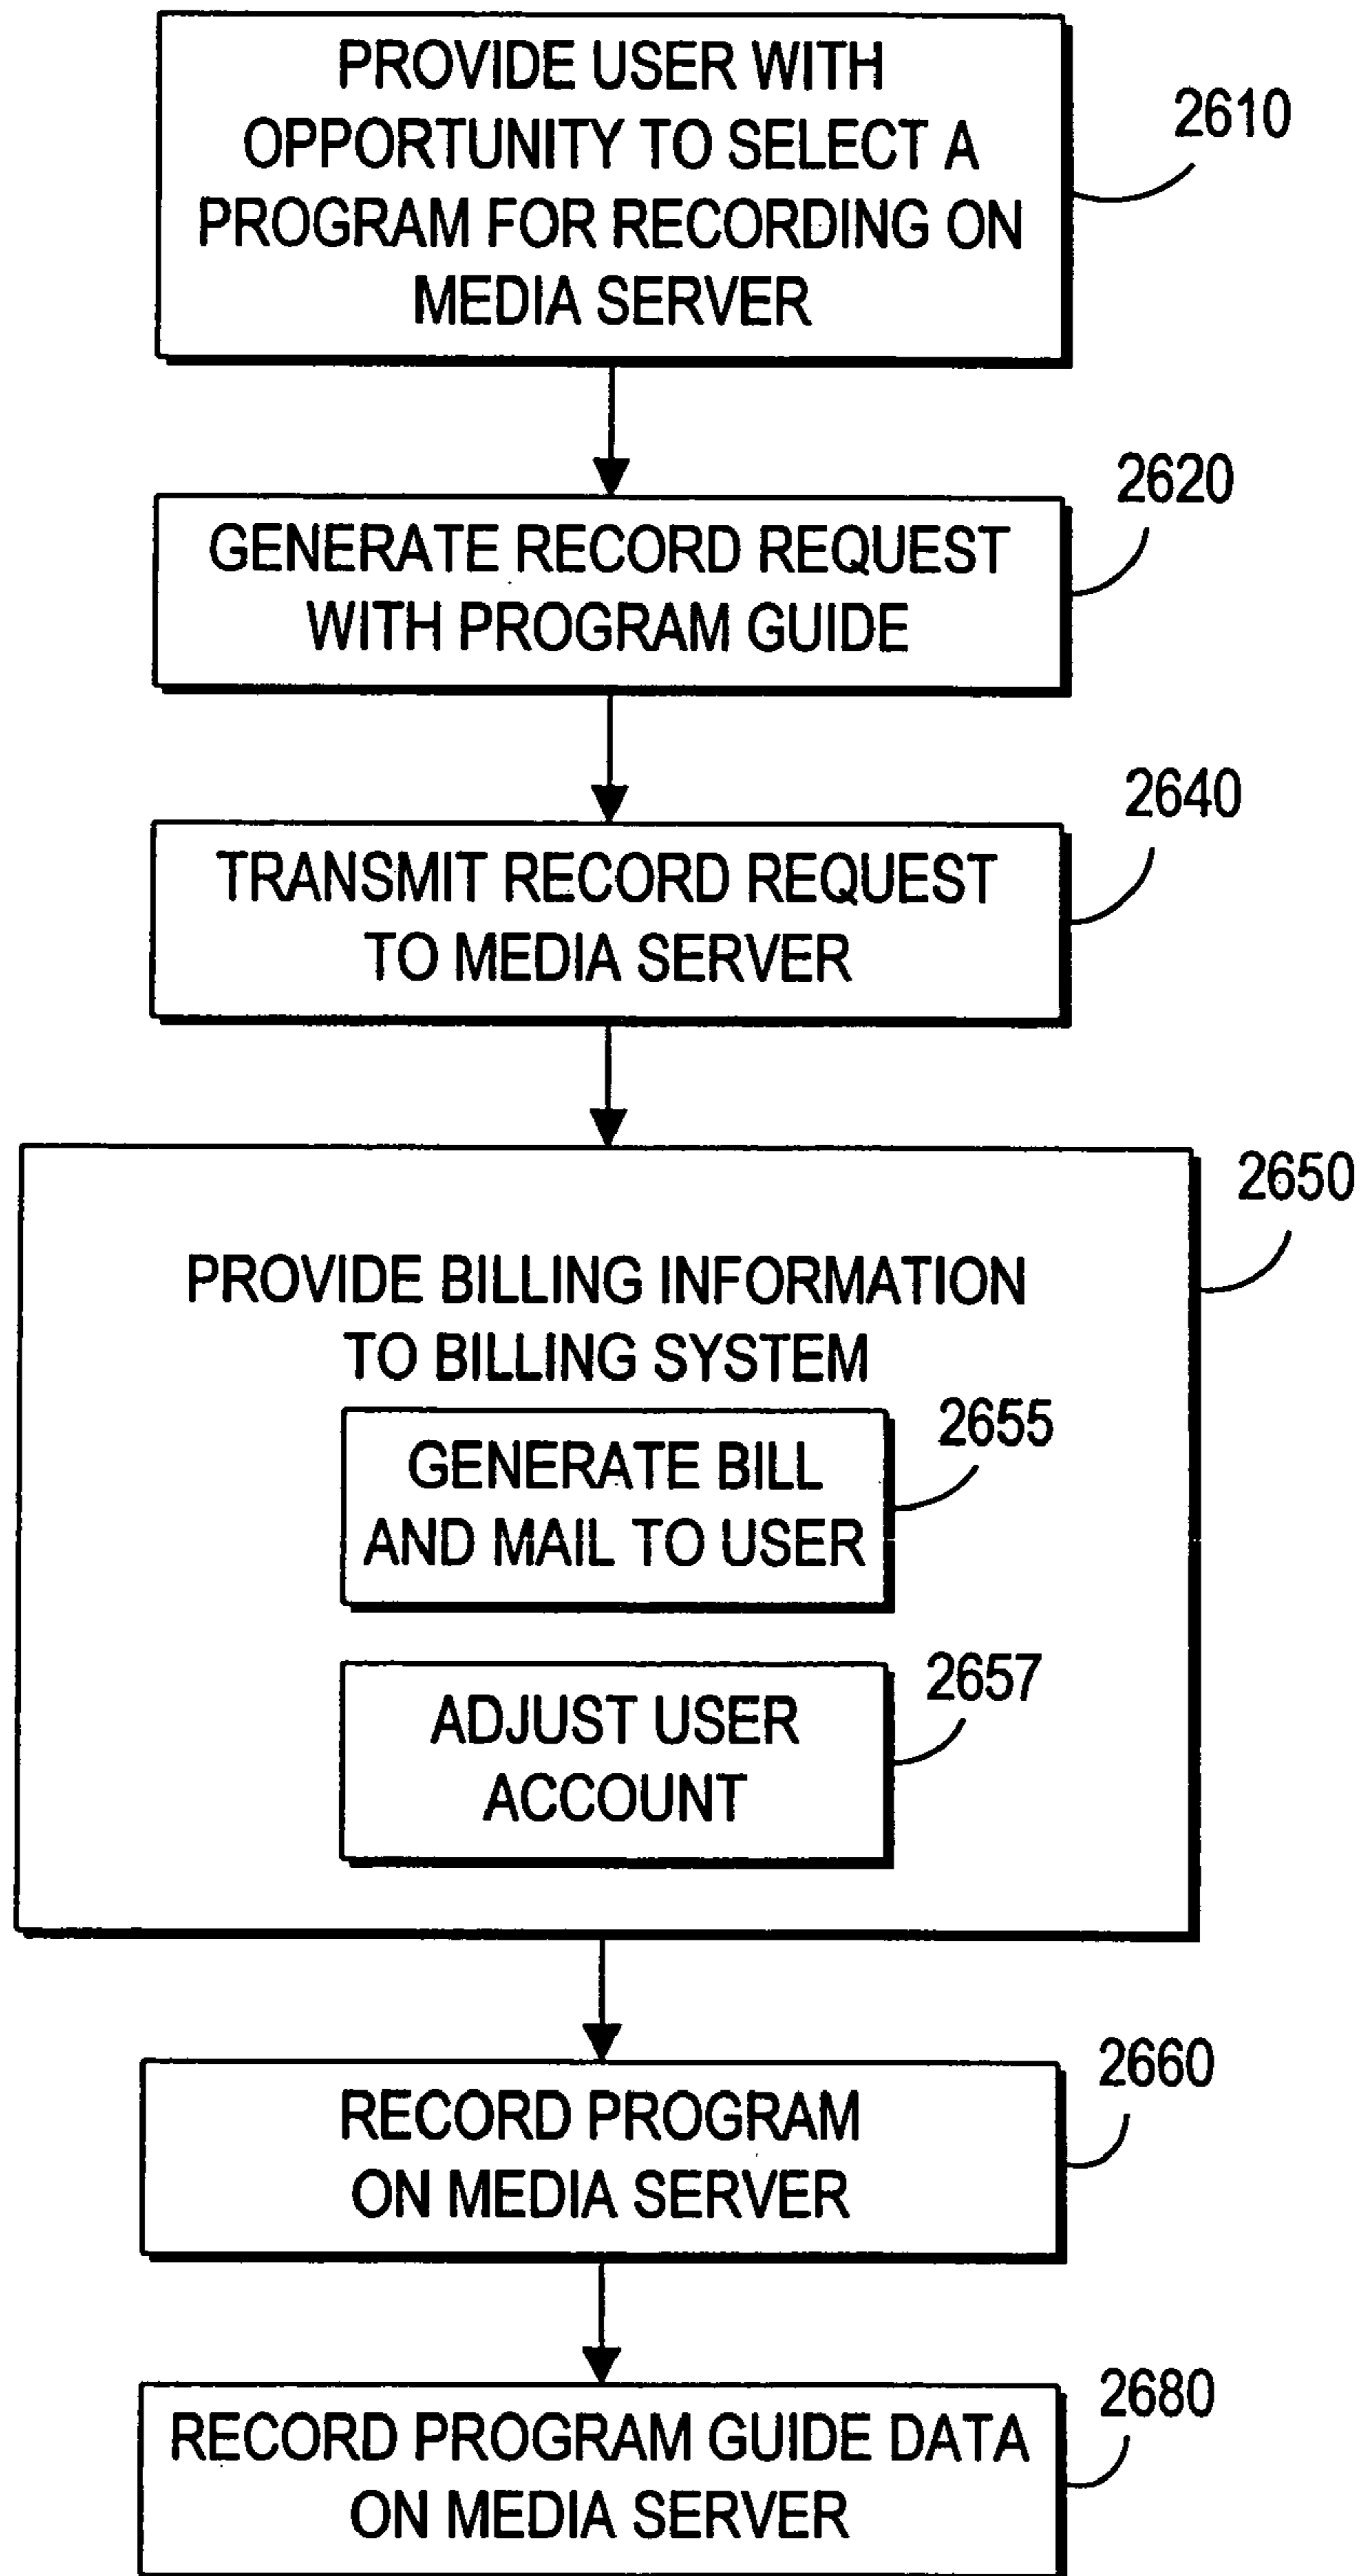 PROVIDE USER WITH
OPPORTUNITY TO SELECT A
PROGRAM FOR RECORDING ON
MEDIA SERVER
2610
GENERATE RECORD REQUEST
WITH PROGRAM GUIDE
2620
TRANSMIT RECORD REQUEST
TO MEDIA SERVER
2640
PROVIDE BILLING INFORMATION
TO BILLING SYSTEM
2650
GENERATE BILL
AND MAIL TO USER
2655
ADJUST USER
ACCOUNT
2657
RECORD PROGRAM
ON MEDIA SERVER
2660
RECORD PROGRAM GUIDE DATA
ON MEDIA SERVER
2680